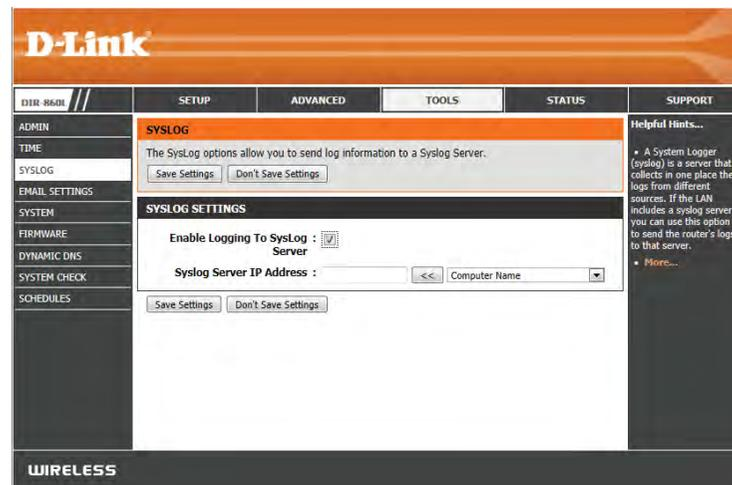 D-Link
DIR-860L
SETUP
ADVANCED
TOOLS
STATUS
SUPPORT
ADMIN
TIME
SYSLOG
EMAIL SETTINGS
SYSTEM
FIRMWARE
DYNAMIC DNS
SYSTEM CHECK
SCHEDULES
SYSLOG
The SysLog options allow you to send log information to a Syslog Server.
Save Settings
Don't Save Settings
SYSLOG SETTINGS
Enable Logging To SysLog :
Server
Syslog Server IP Address :
<<
Computer Name
Save Settings
Don't Save Settings
Helpful Hints...
• A System Logger
(syslog) is a server that
collects in one place the
logs from different
sources. If the LAN
includes a syslog server
you can use this option
to send the router's logs
to that server.
• More...
WIRELESS